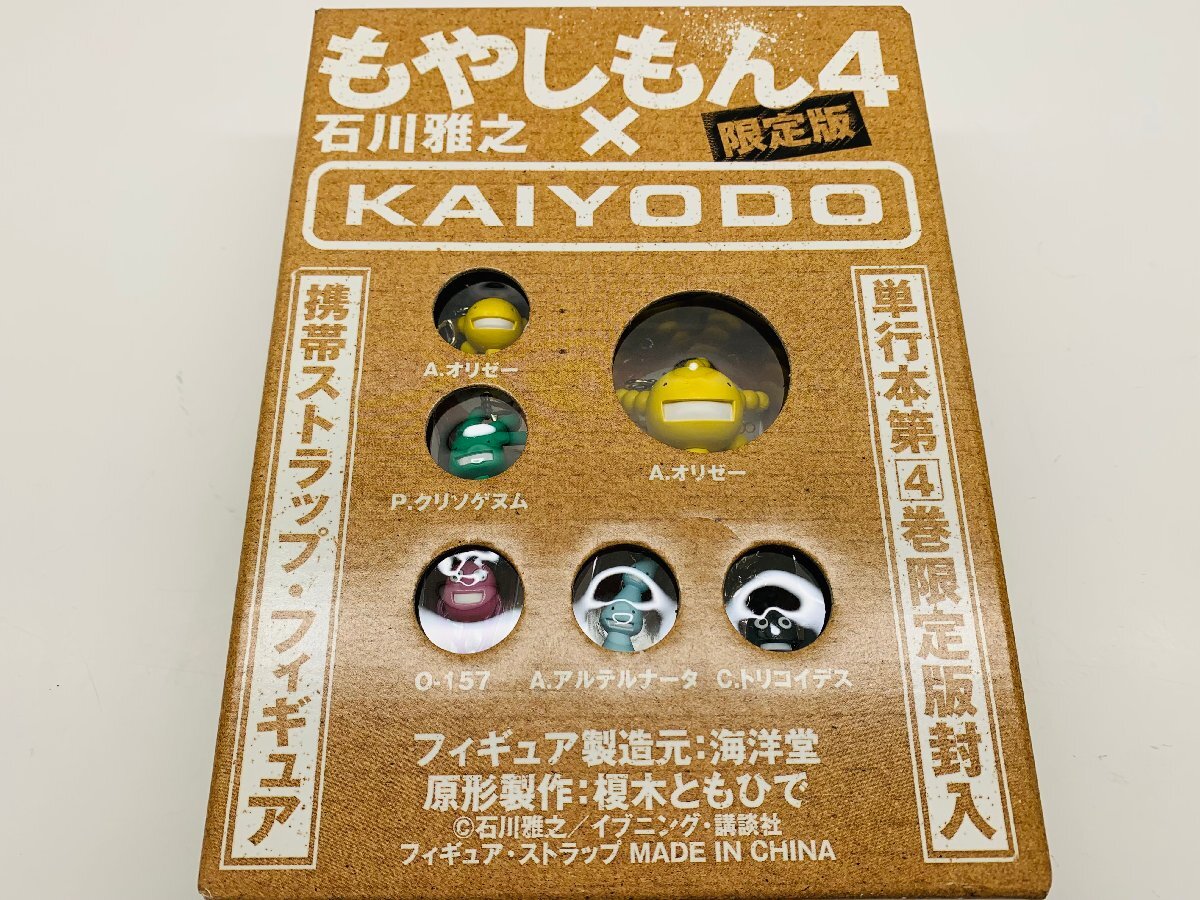 もやしもん4
石川雅之 ×
限定版
KAIYODO
携帯ストラップ・フィギュア
単行本第4巻限定版封入
A.オリゼー
A.オリゼー
P.クリソゲヌム
O-157
A.アルテルナータ
C.トリコイデス
フィギュア製造元:海洋堂
原形製作:榎木ともひで
©石川雅之/イブニング・講談社
フィギュア・ストラップ MADE IN CHINA